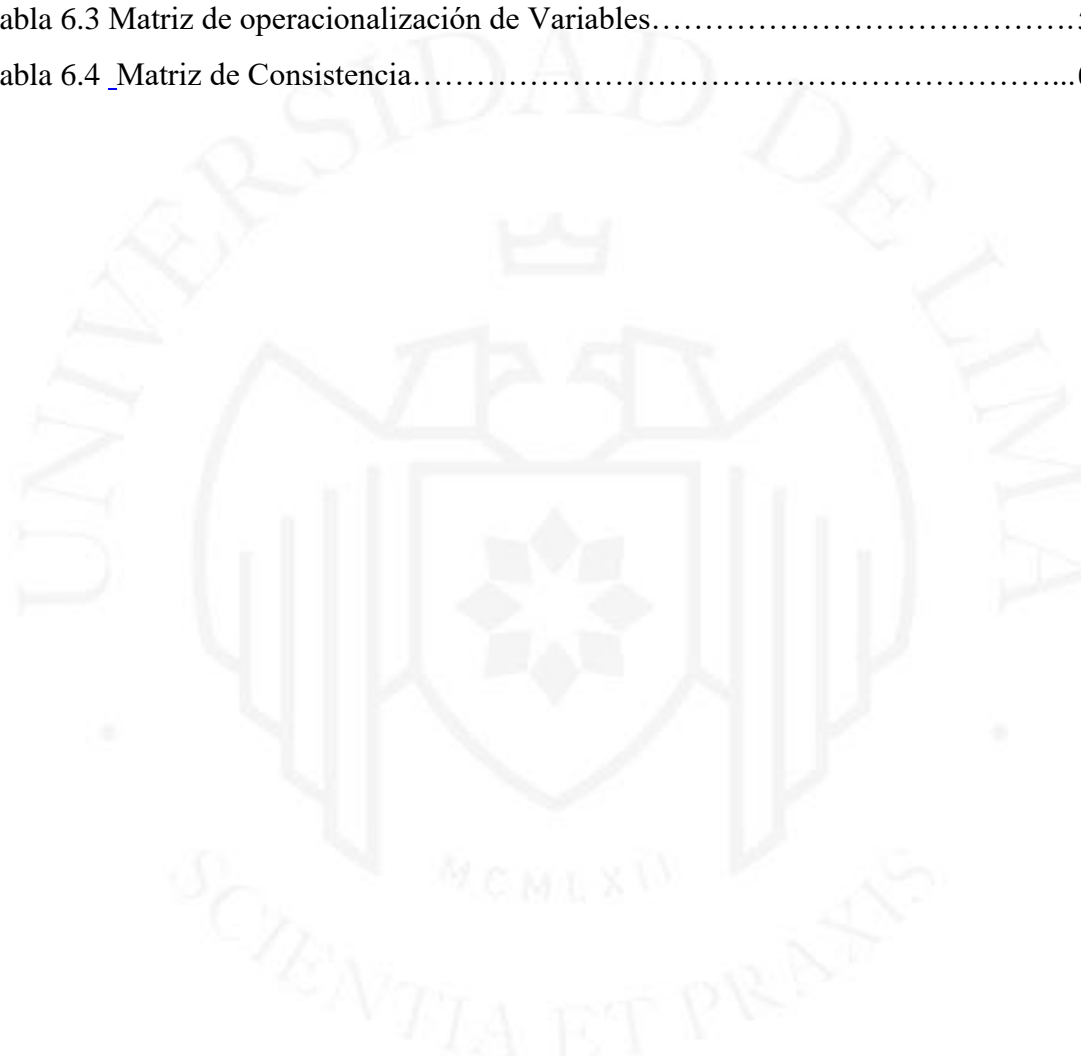 abla 6.3 Matriz de operacionalización de Variables……………………………………..
abla 6.4 _Matriz de Consistencia…………………………………………………………...
UNIVERSIDAD DE LIMA
MCMLXII
SCIENTIA ET PRAXIS